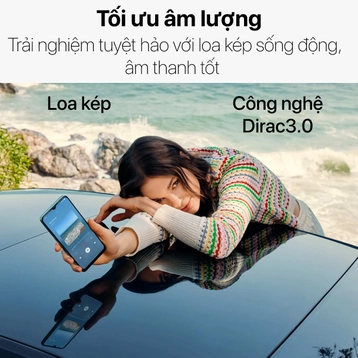 Tối ưu âm lượng
Trải nghiệm tuyệt hảo với loa kép sống động,
âm thanh tốt
Loa kép
Công nghệ
Dirac3.0